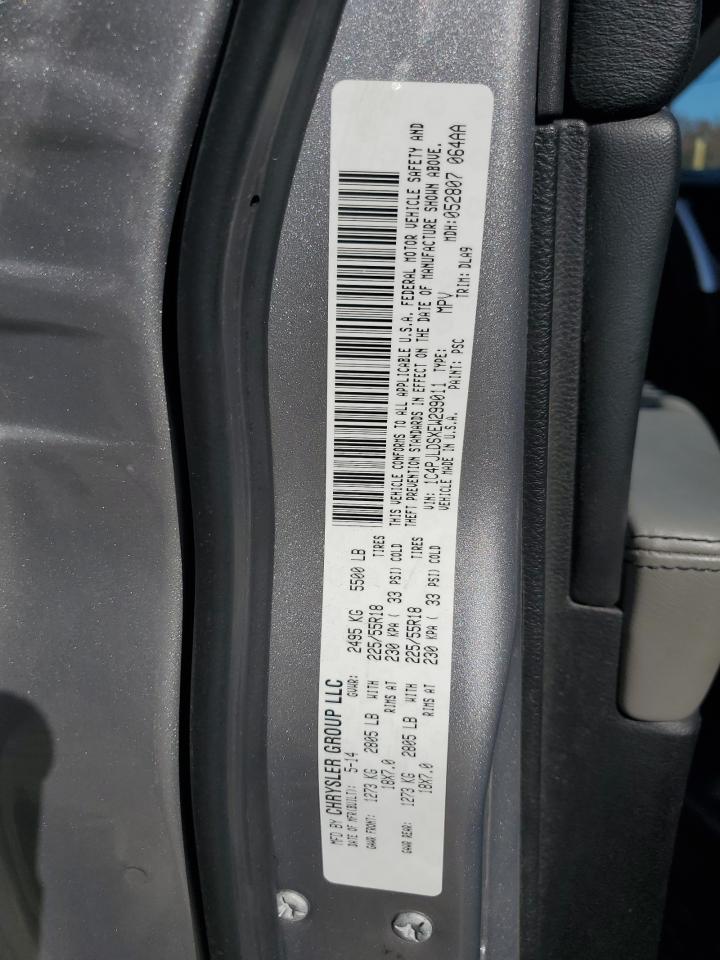 MFD BY CHRYSLER GROUP LLC
DATE OF MFR(BUILT): 5-14 GVWR: 2495 KG 5500 LB
GAWR FRONT: 1273 KG 2805 LB WITH 225/55R18 TIRES
18X7.0 RIMS AT 230 KPA ( 33 PSI) COLD
GAWR REAR: 1273 KG 2805 LB WITH 225/55R18 TIRES
18X7.0 RIMS AT 230 KPA ( 33 PSI) COLD
THIS VEHICLE CONFORMS TO ALL APPLICABLE U.S.A. FEDERAL MOTOR VEHICLE SAFETY AND
THEFT PREVENTION STANDARDS IN EFFECT ON THE DATE OF MANUFACTURE SHOWN ABOVE.
VIN: 1C4PJLDSXEW299011 TYPE: MPV MDH:052807 064AA
VEHICLE MADE IN U.S.A. PAINT: PSC TRIM: DLA9